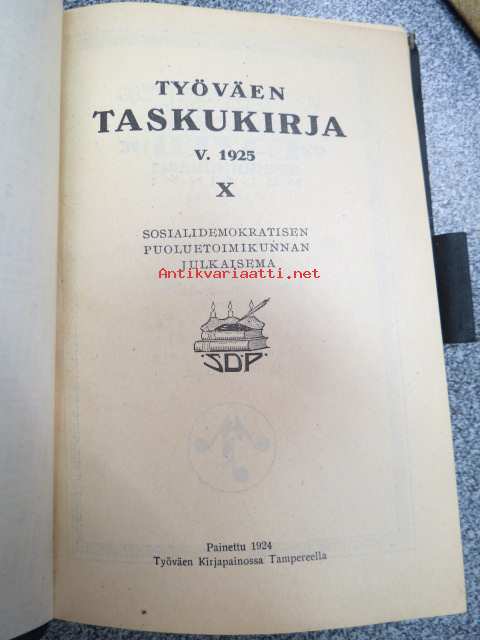 TYÖVÄEN
TASKUKIRJA
V. 1925
X
SOSIALIDEMOKRATISEN
PUOLUETOIMIKUNNAN
JULKAISEMA
Antikvariaatti.net
·SDP·
Painettu 1924
Työväen Kirjapainossa Tampereella